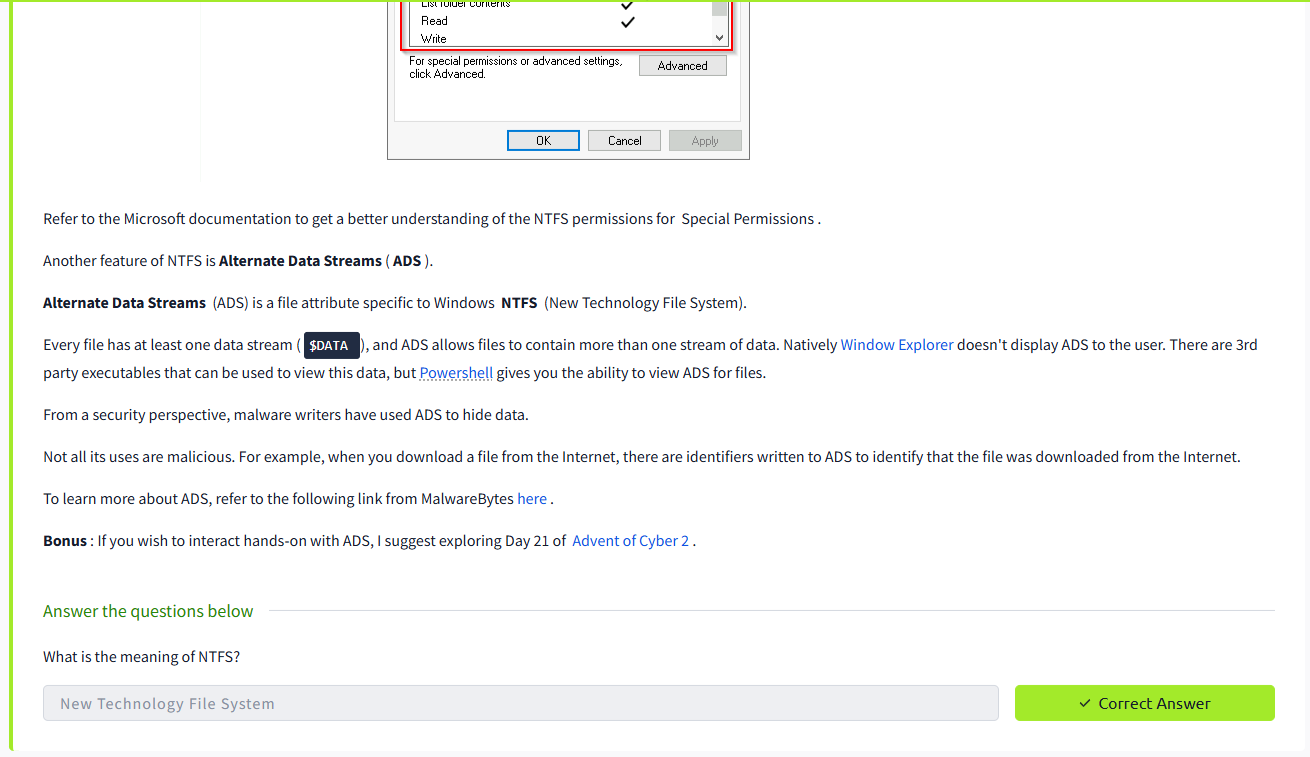 List folder contents
Read
Write
For special permissions or advanced settings,
click Advanced.
Advanced
OK
Cancel
Apply
Refer to the Microsoft documentation to get a better understanding of the NTFS permissions for Special Permissions .
Another feature of NTFS is Alternate Data Streams ( ADS ).
Alternate Data Streams (ADS) is a file attribute specific to Windows NTFS (New Technology File System).
Every file has at least one data stream ( $DATA ), and ADS allows files to contain more than one stream of data. Natively Window Explorer doesn't display ADS to the user. There are 3rd
party executables that can be used to view this data, but Powershell gives you the ability to view ADS for files.
From a security perspective, malware writers have used ADS to hide data.
Not all its uses are malicious. For example, when you download a file from the Internet, there are identifiers written to ADS to identify that the file was downloaded from the Internet.
To learn more about ADS, refer to the following link from MalwareBytes here .
Bonus : If you wish to interact hands-on with ADS, I suggest exploring Day 21 of Advent of Cyber 2 .
Answer the questions below
What is the meaning of NTFS?
New Technology File System
Correct Answer